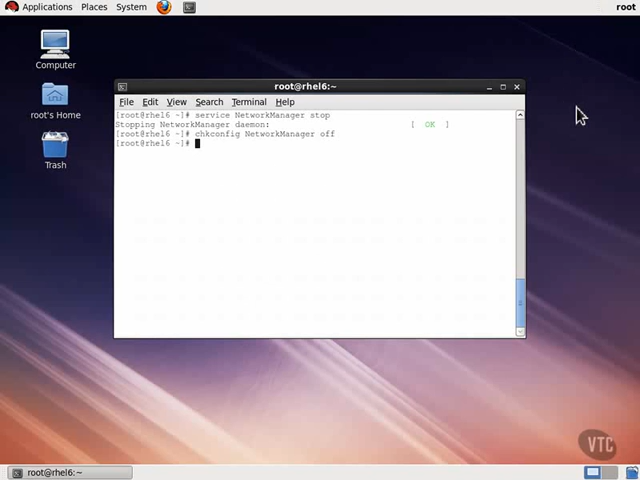 Applications Places System root
Computer
root's Home
Trash
root@rhel6:~
File Edit View Search Terminal Help
[root@rhel6 ~]# service NetworkManager stop
Stopping NetworkManager daemon: [ OK ]
[root@rhel6 ~]# chkconfig NetworkManager off
[root@rhel6 ~]#
VTC
root@rhel6:~